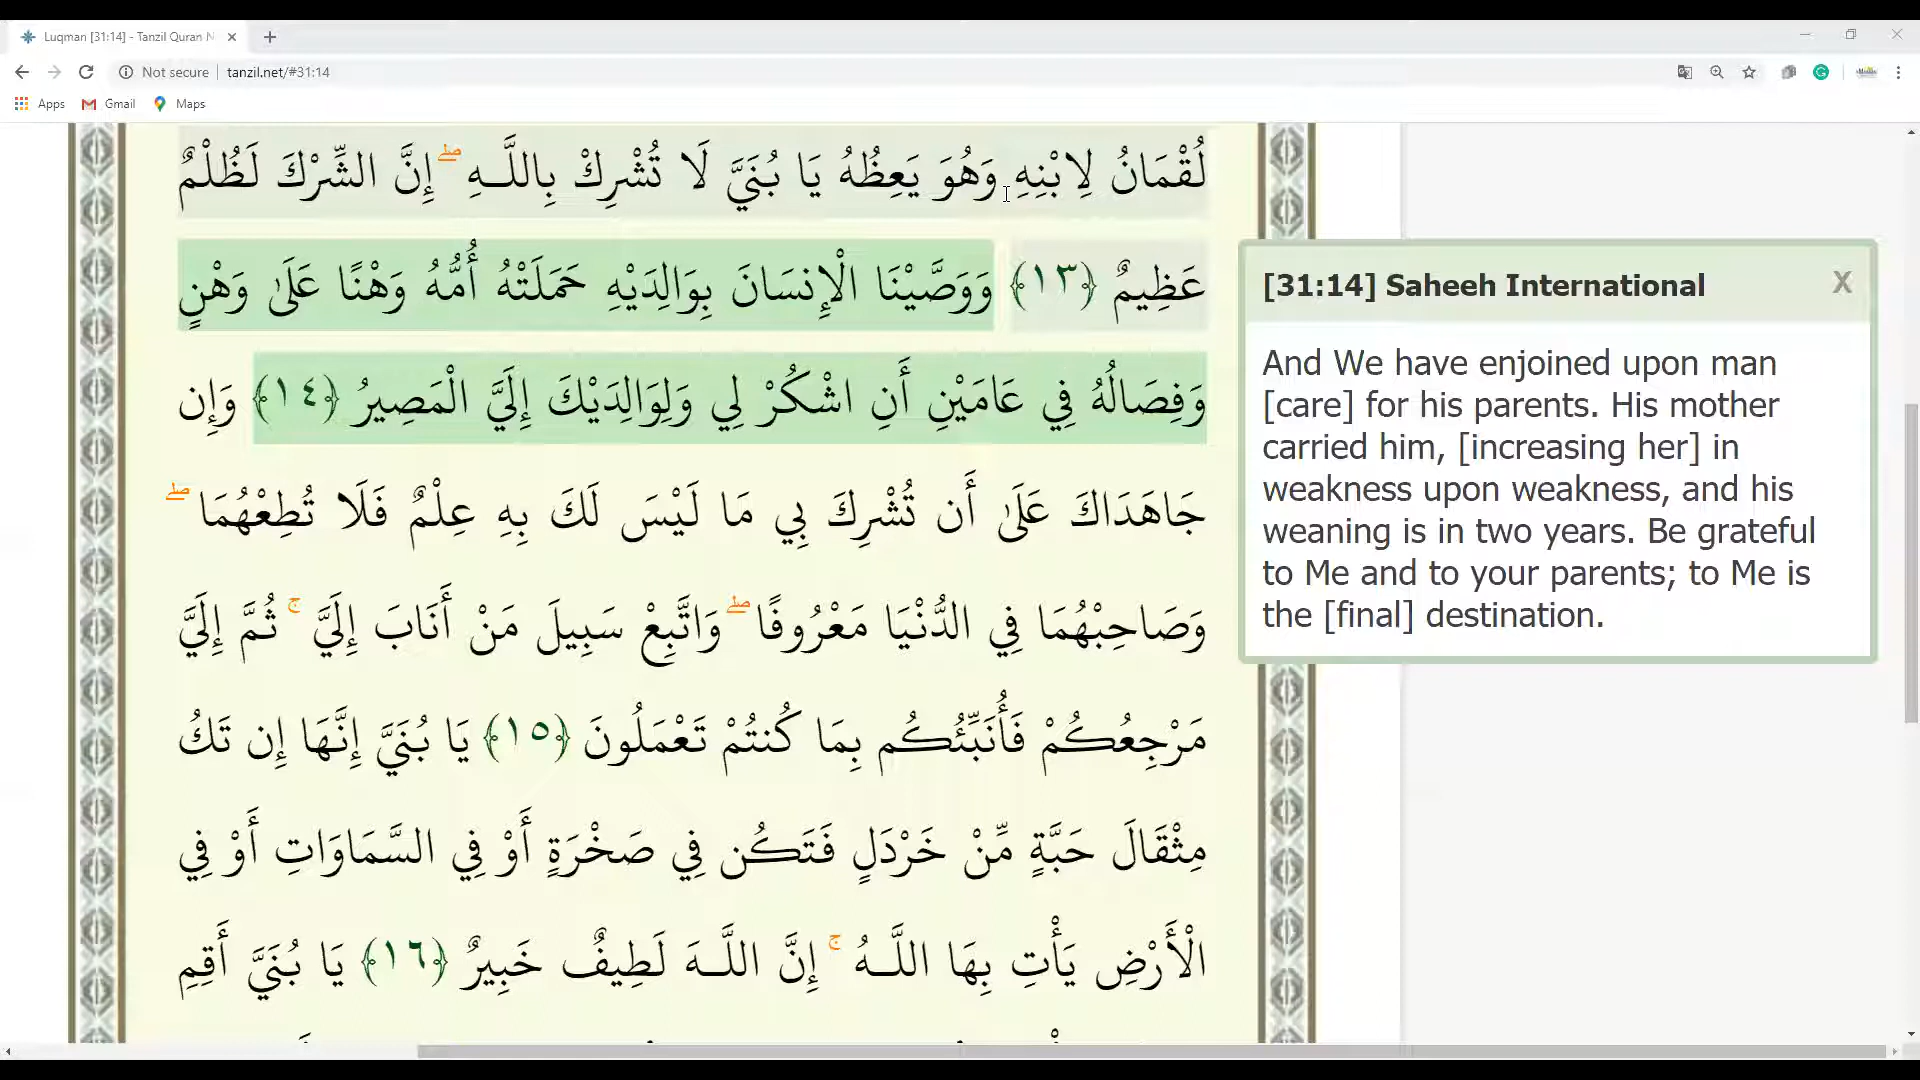 Luqman [31:14] - Tanzil Quran N
Not secure
tanzil.net/#31:14
Apps
Gmail
Maps
لُقْمَانُ لِابْنِهِ وَهُوَ يَعِظُهُ يَا بُنَيَّ لَا تُشْرِكْ بِاللَّـهِ ۖ إِنَّ الشِّرْكَ لَظُلْمٌ
عَظِيمٌ ﴿١٣﴾ وَوَصَّيْنَا الْإِنسَانَ بِوَالِدَيْهِ حَمَلَتْهُ أُمُّهُ وَهْنًا عَلَىٰ وَهْنٍ
وَفِصَالُهُ فِي عَامَيْنِ أَنِ اشْكُرْ لِي وَلِوَالِدَيْكَ إِلَيَّ الْمَصِيرُ ﴿١٤﴾ وَإِن
جَاهَدَاكَ عَلَىٰ أَن تُشْرِكَ بِي مَا لَيْسَ لَكَ بِهِ عِلْمٌ فَلَا تُطِعْهُمَا ۖ
وَصَاحِبْهُمَا فِي الدُّنْيَا مَعْرُوفًا ۖ وَاتَّبِعْ سَبِيلَ مَنْ أَنَابَ إِلَيَّ ۚ ثُمَّ إِلَيَّ
مَرْجِعُكُمْ فَأُنَبِّئُكُم بِمَا كُنتُمْ تَعْمَلُونَ ﴿١٥﴾ يَا بُنَيَّ إِنَّهَا إِن تَكُ
مِثْقَالَ حَبَّةٍ مِّنْ خَرْدَلٍ فَتَكُن فِي صَخْرَةٍ أَوْ فِي السَّمَاوَاتِ أَوْ فِي
الْأَرْضِ يَأْتِ بِهَا اللَّـهُ ۚ إِنَّ اللَّـهَ لَطِيفٌ خَبِيرٌ ﴿١٦﴾ يَا بُنَيَّ أَقِمِ
[31:14] Saheeh International
X
And We have enjoined upon man
[care] for his parents. His mother
carried him, [increasing her] in
weakness upon weakness, and his
weaning is in two years. Be grateful
to Me and to your parents; to Me is
the [final] destination.